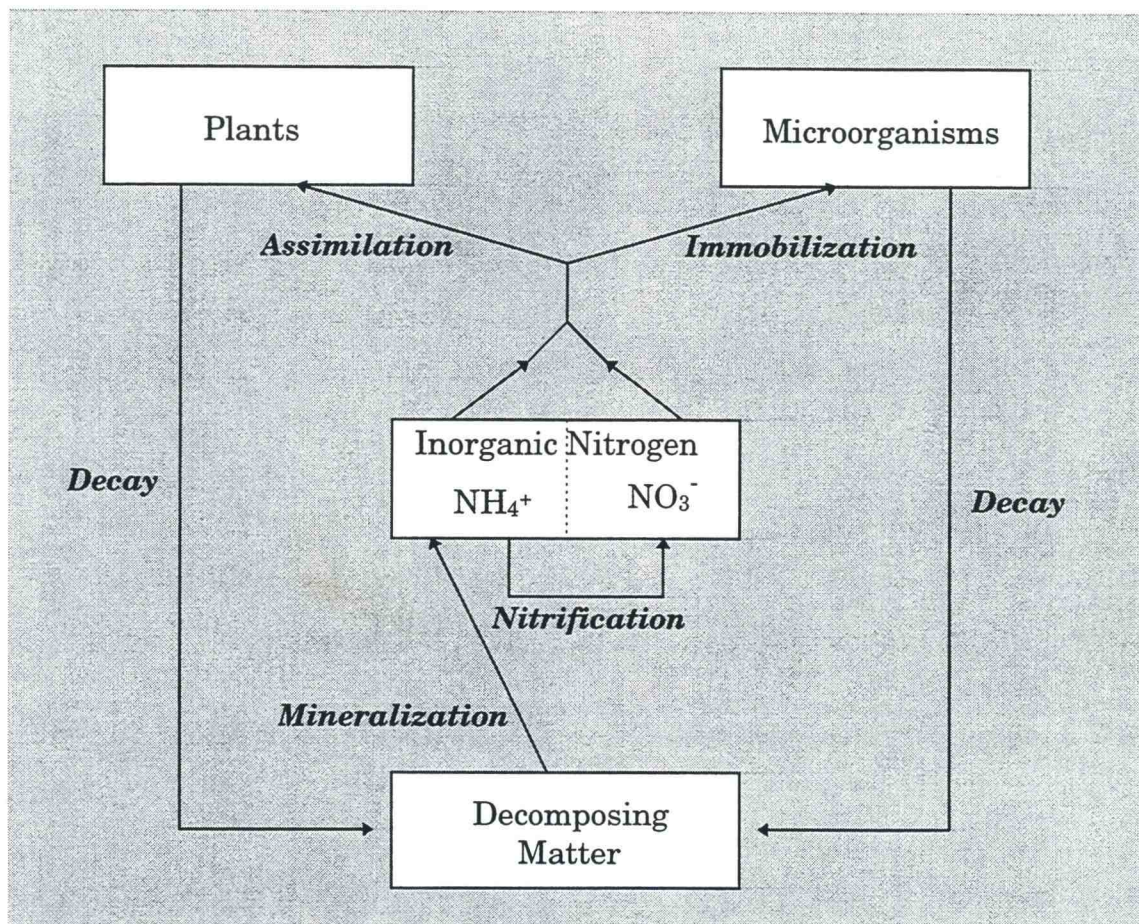 Plants
Microorganisms
Assimilation
Immobilization
Inorganic Nitrogen
NH₄⁺
NO₃⁻
Decay
Decay
Nitrification
Mineralization
Decomposing
Matter